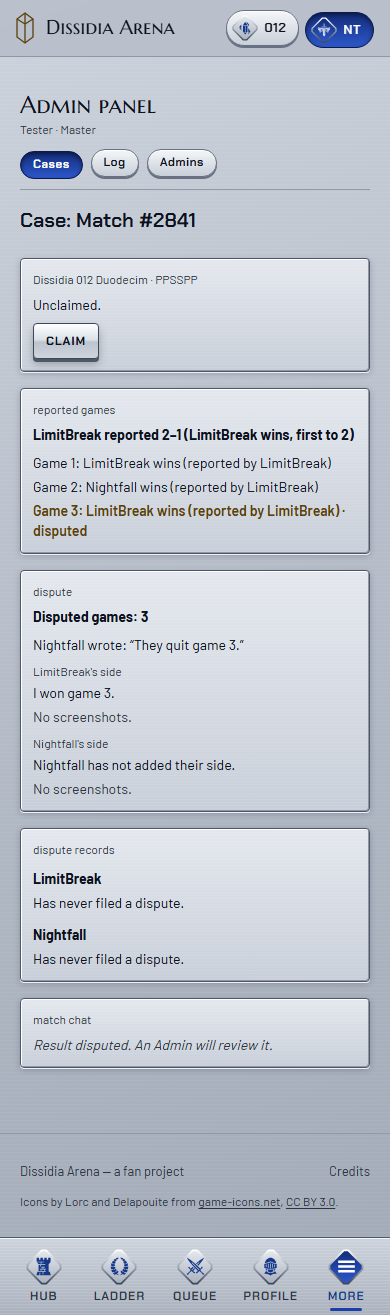 Dissidia Arena
012
NT
Admin panel
Tester · Master
Cases
Log
Admins
Case: Match #2841
Dissidia 012 Duodecim · PPSSPP
Unclaimed.
CLAIM
reported games
LimitBreak reported 2–1 (LimitBreak wins, first to 2)
Game 1: LimitBreak wins (reported by LimitBreak)
Game 2: Nightfall wins (reported by LimitBreak)
Game 3: LimitBreak wins (reported by LimitBreak) ·
disputed
dispute
Disputed games: 3
Nightfall wrote: “They quit game 3.”
LimitBreak's side
I won game 3.
No screenshots.
Nightfall's side
Nightfall has not added their side.
No screenshots.
dispute records
LimitBreak
Has never filed a dispute.
Nightfall
Has never filed a dispute.
match chat
Result disputed. An Admin will review it.
Dissidia Arena — a fan project
Credits
Icons by Lorc and Delapouite from game-icons.net, CC BY 3.0.
HUB
LADDER
QUEUE
PROFILE
MORE